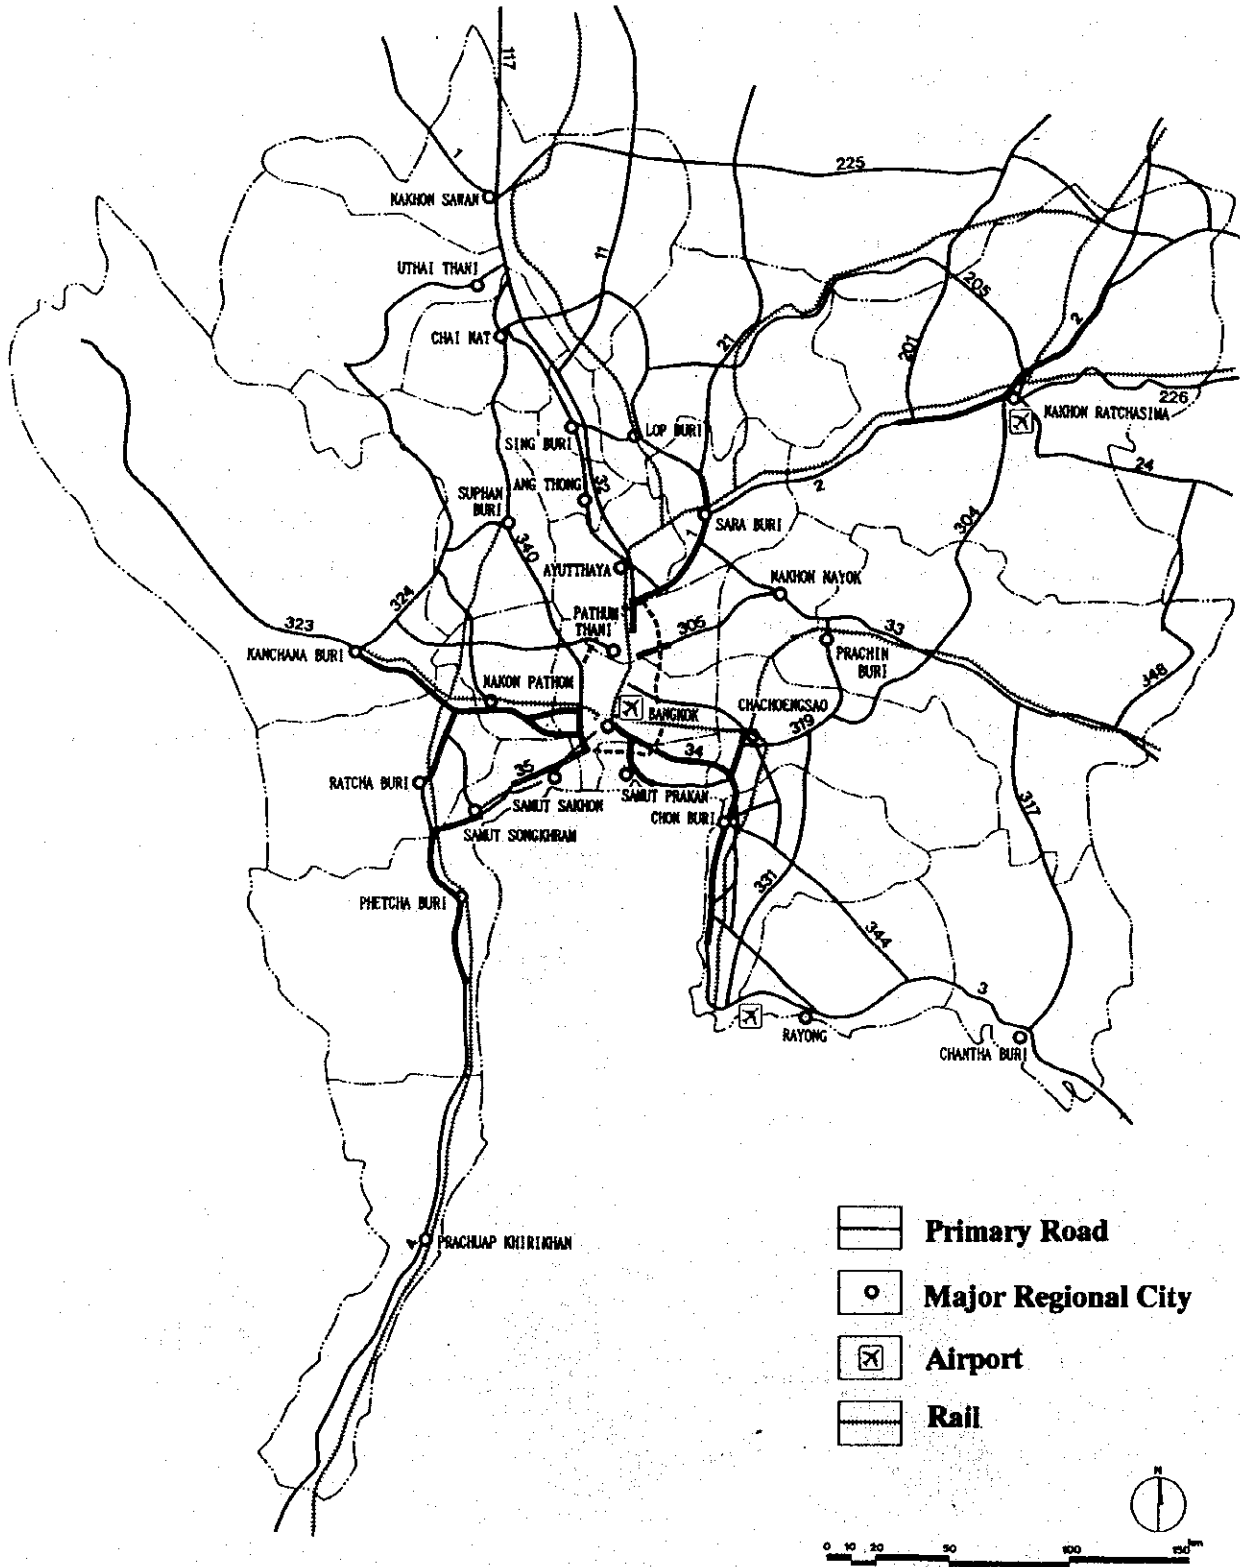 117
1
225
NAKHON SAWAN
11
UTHAI THANI
205
2
CHAI NAT
21
201
226
NAKHON RATCHASIMA
SING BURI
LOP BURI
24
ANG THONG
32
2
SUPHAN
BURI
SARA BURI
304
340
1
AYUTTHAYA
NAKHON NAYOK
324
PATHUM
THANI
305
323
33
KANCHANA BURI
PRACHIN
BURI
348
NAKON PATHOM
CHACHOENGSAO
BANGKOK
319
34
RATCHA BURI
35
SAMUT SAKHON
SAMUT PRAKAN
317
CHON BURI
SAMUT SONGKHRAM
331
PHETCHA BURI
344
3
RAYONG
CHANTHA BURI
4
PRACHUAP KHIRIKHAN
Primary Road
Major Regional City
Airport
Rail
N
0 10 20 50 100 150 km